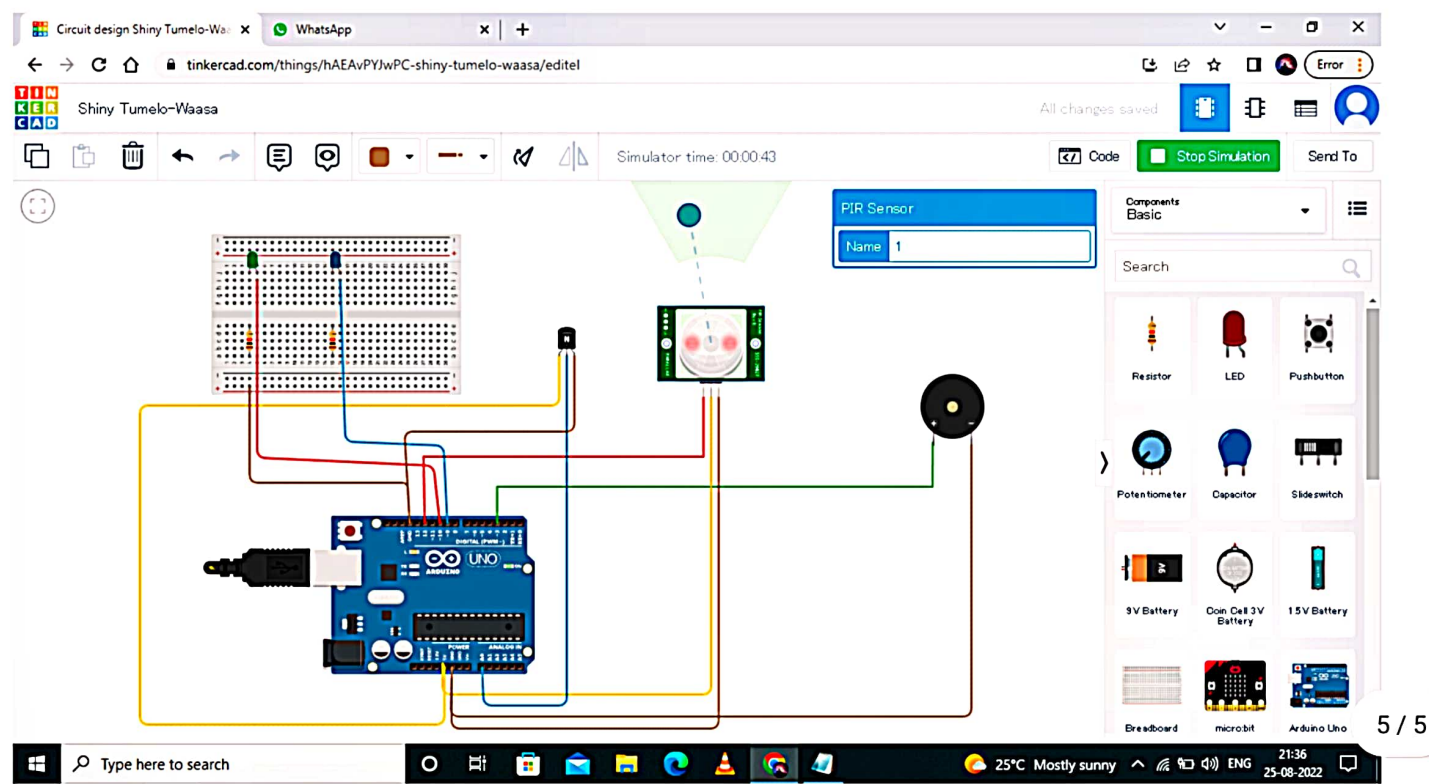 Circuit design Shiny Tumelo-Wa
WhatsApp
tinkercad.com/things/hAEAvPYJwPC-shiny-tumelo-waasa/editel
Error
TIN
KER
CAD
Shiny Tumelo-Waasa
All changes saved
Simulator time: 00:00:43
Code
Stop Simulation
Send To
PIR Sensor
Name 1
Components
Basic
Search
Resistor
LED
Pushbutton
Potentiometer
Capacitor
Slideswitch
9V Battery
Coin Cell 3V
Battery
1.5V Battery
Breadboard
micro:bit
Arduino Uno
DIGITAL (PWM~)
UNO
ARDUINO
POWER
ANALOG IN
5 / 5
Type here to search
25°C Mostly sunny
ENG
21:36
25-08-2022